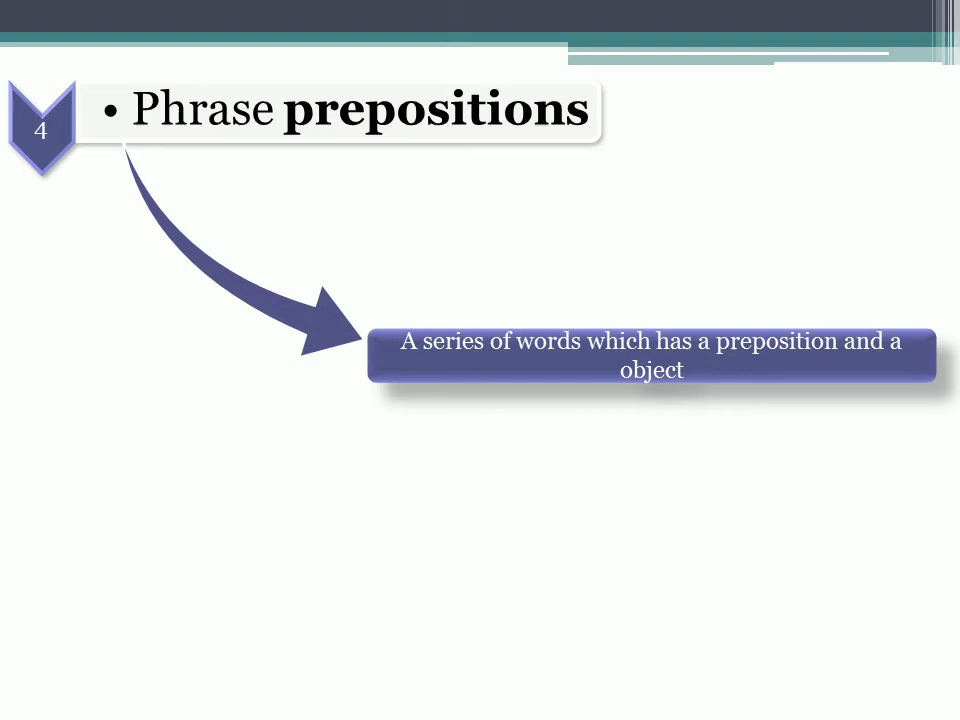 4
• Phrase prepositions
A series of words which has a preposition and a
object